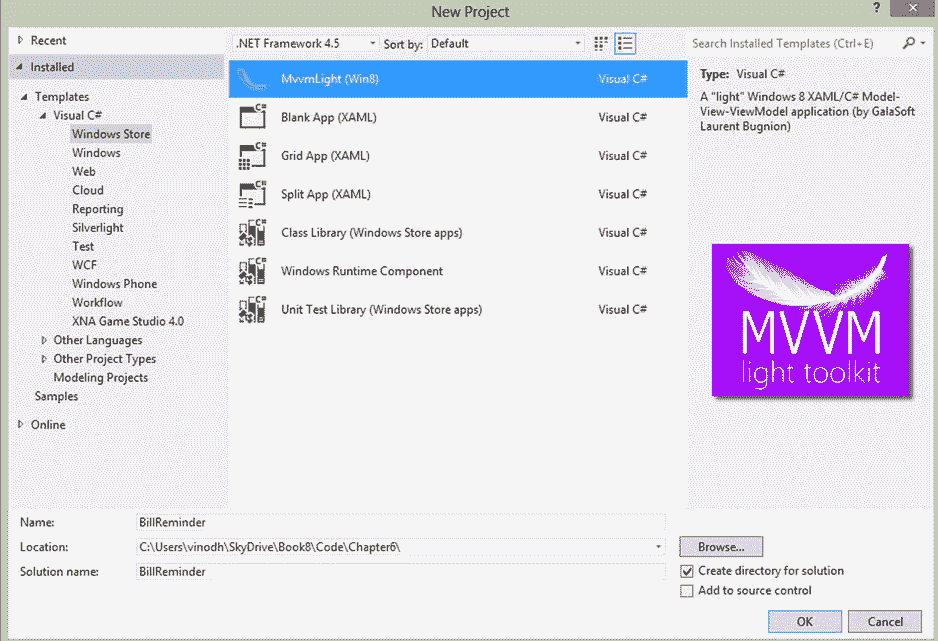 New Project
?
Recent
.NET Framework 4.5
Sort by: Default
Search Installed Templates (Ctrl+E)
Installed
Templates
Visual C#
Windows Store
Windows
Web
Cloud
Reporting
Silverlight
Test
WCF
Windows Phone
Workflow
XNA Game Studio 4.0
Other Languages
Other Project Types
Modeling Projects
Samples
Online
MvvmLight (Win8) Visual C#
Blank App (XAML) Visual C#
Grid App (XAML) Visual C#
Split App (XAML) Visual C#
Class Library (Windows Store apps) Visual C#
Windows Runtime Component Visual C#
Unit Test Library (Windows Store apps) Visual C#
Type: Visual C#
A "light" Windows 8 XAML/C# Model-
View-ViewModel application (by GalaSoft
Laurent Bugnion)
MVVM
light toolkit
Name: BillReminder
Location: C:\Users\vinodh\SkyDrive\Book8\Code\Chapter6\
Browse...
Solution name: BillReminder
Create directory for solution
Add to source control
OK Cancel